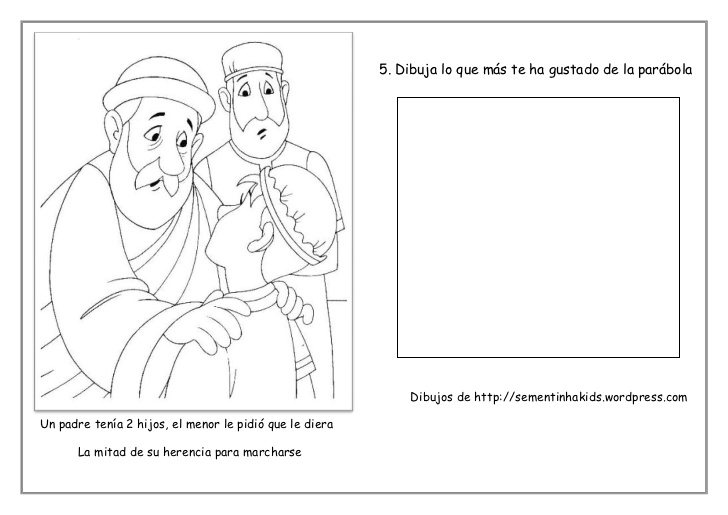 5. Dibuja lo que más te ha gustado de la parábola
Dibujos de http://sementinhakids.wordpress.com
Un padre tenía 2 hijos, el menor le pidió que le diera
La mitad de su herencia para marcharse